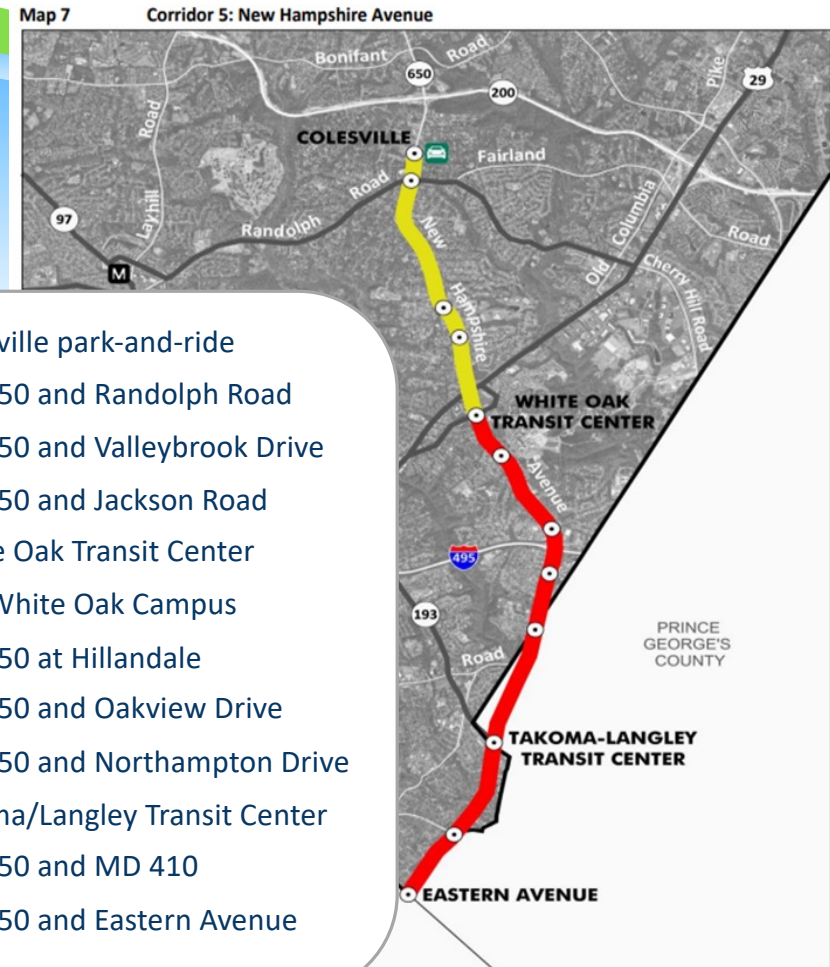 Map 7 Corridor 5: New Hampshire Avenue
Bonifant Road
650
200
Pike
29
Layhill Road
COLESVILLE
Fairland Road
Randolph Road
97
M
New Hampshire Avenue
Old Columbia
Cherry Hill Road
WHITE OAK
TRANSIT CENTER
495
193
Road
PRINCE
GEORGE'S
COUNTY
TAKOMA-LANGLEY
TRANSIT CENTER
EASTERN AVENUE
ville park-and-ride
50 and Randolph Road
50 and Valleybrook Drive
50 and Jackson Road
e Oak Transit Center
White Oak Campus
50 at Hillandale
50 and Oakview Drive
50 and Northampton Drive
ma/Langley Transit Center
50 and MD 410
50 and Eastern Avenue